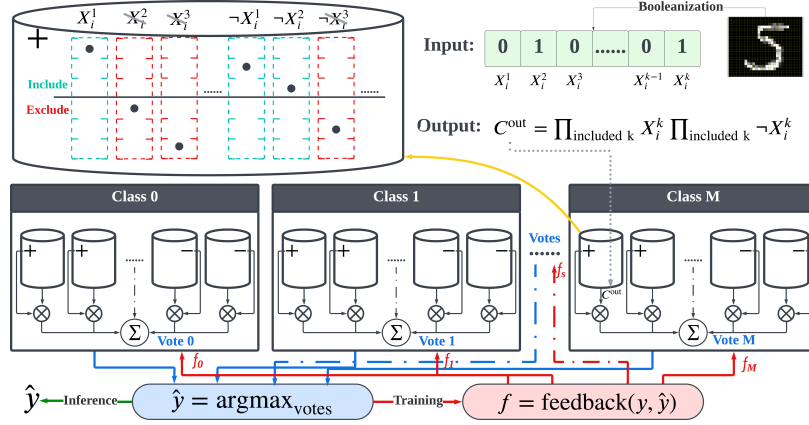 X_i^1 X_i^2 X_i^3 ¬X_i^1 ¬X_i^2 ¬X_i^3
+
Include
......
......
Exclude
Booleanization
Input: 0 1 0 ...... 0 1
X_i^1 X_i^2 X_i^3 X_i^{k−1} X_i^k
5
Output: C^out = ∏_{included k} X_i^k ∏_{included k} ¬X_i^k
Class 0
+ + ...... − −
Σ
Vote 0
Class 1
+ + ...... − −
Σ
Vote 1
Votes
......
f_s
Class M
+ + ...... − −
C^out
Σ
Vote M
f_0
f_1
f_M
ŷ
Inference
ŷ = argmax_votes
Training
f = feedback(y, ŷ)